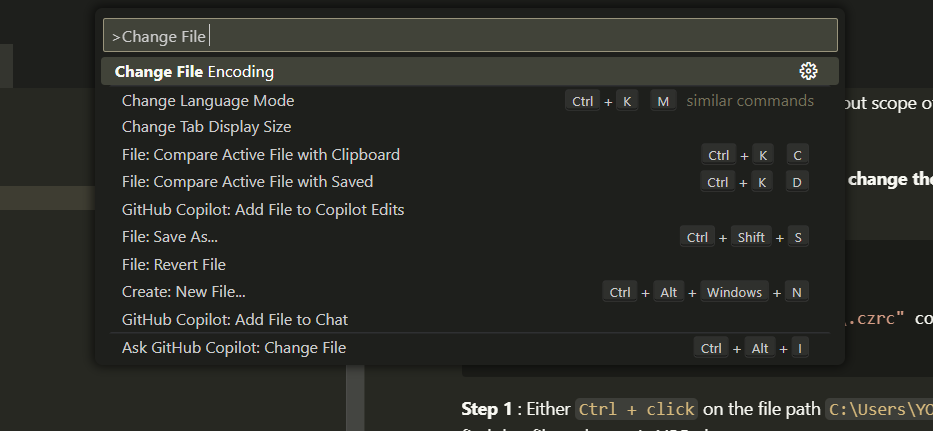 >Change File
Change File Encoding
Change Language Mode Ctrl + K M similar commands
Change Tab Display Size
File: Compare Active File with Clipboard Ctrl + K C
File: Compare Active File with Saved Ctrl + K D
GitHub Copilot: Add File to Copilot Edits
File: Save As... Ctrl + Shift + S
File: Revert File
Create: New File... Ctrl + Alt + Windows + N
GitHub Copilot: Add File to Chat
Ask GitHub Copilot: Change File Ctrl + Alt + I
out scope o
change the
.czrc" co
Step 1 : Either Ctrl + click on the file path C:\Users\YO